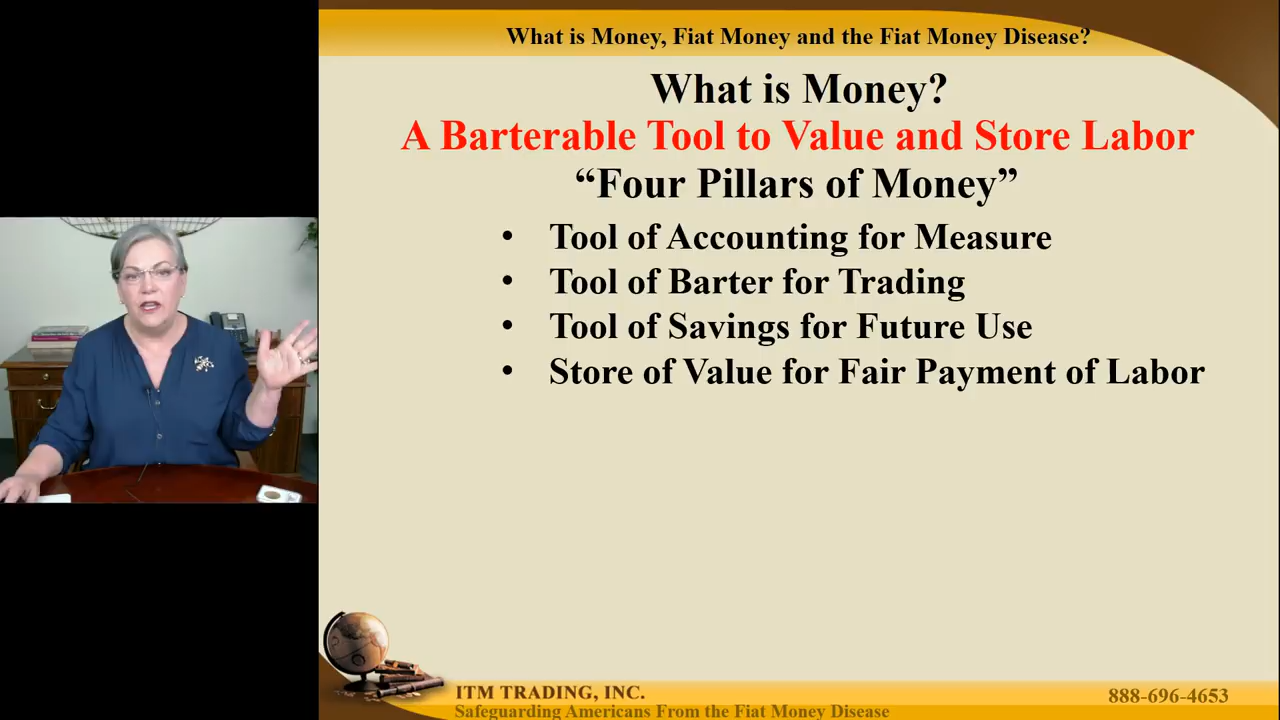 What is Money, Fiat Money and the Fiat Money Disease?
What is Money?
A Barterable Tool to Value and Store Labor
“Four Pillars of Money”
• Tool of Accounting for Measure
• Tool of Barter for Trading
• Tool of Savings for Future Use
• Store of Value for Fair Payment of Labor
ITM TRADING, INC.
888-696-4653
Safeguarding Americans From the Fiat Money Disease